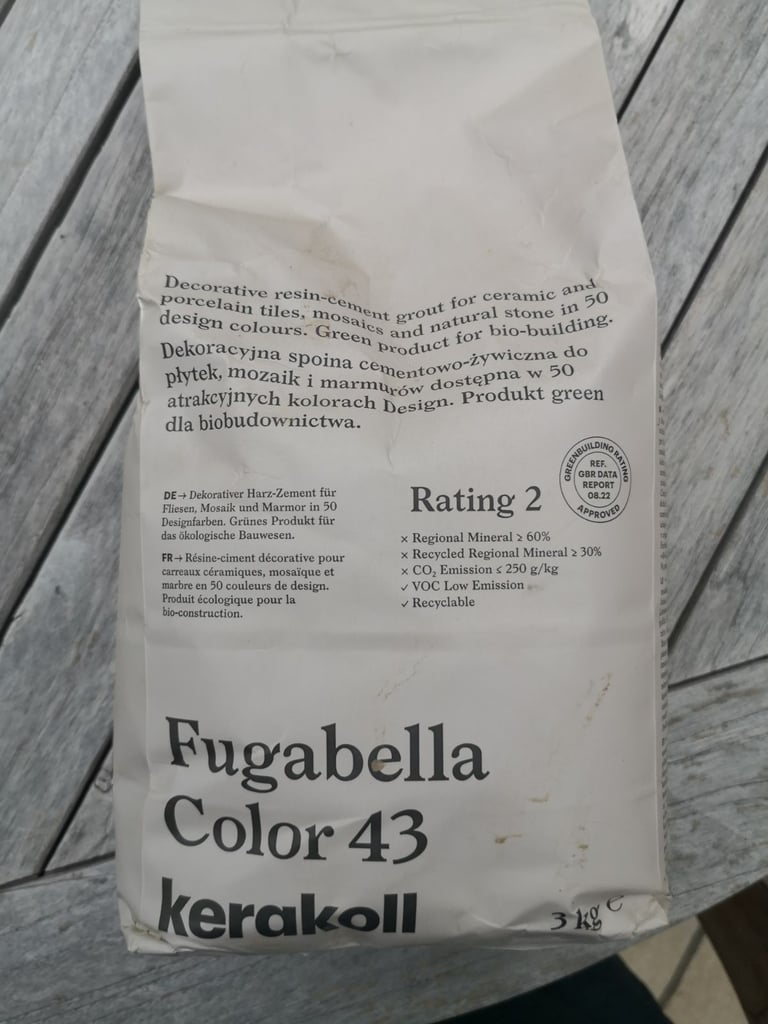 Decorative resin-cement grout for ceramic and
porcelain tiles, mosaics and natural stone in 50
design colours. Green product for bio-building.
Dekoracyjna spoina cementowo-żywiczna do
płytek, mozaik i marmurów dostępna w 50
atrakcyjnych kolorach Design. Produkt green
dla biobudownictwa.
DE → Dekorativer Harz-Zement für
Fliesen, Mosaik und Marmor in 50
Designfarben. Grünes Produkt für
das ökologische Bauwesen.
FR → Résine-ciment décorative pour
carreaux céramiques, mosaïque et
marbre en 50 couleurs de design.
Produit écologique pour la
bio-construction.
GREENBUILDING RATING
REF.
GBR DATA
REPORT
08.22
APPROVED
Rating 2
× Regional Mineral ≥ 60%
× Recycled Regional Mineral ≥ 30%
× CO₂ Emission ≤ 250 g/kg
✓ VOC Low Emission
✓ Recyclable
Fugabella
Color 43
kerakoll
3 kg e